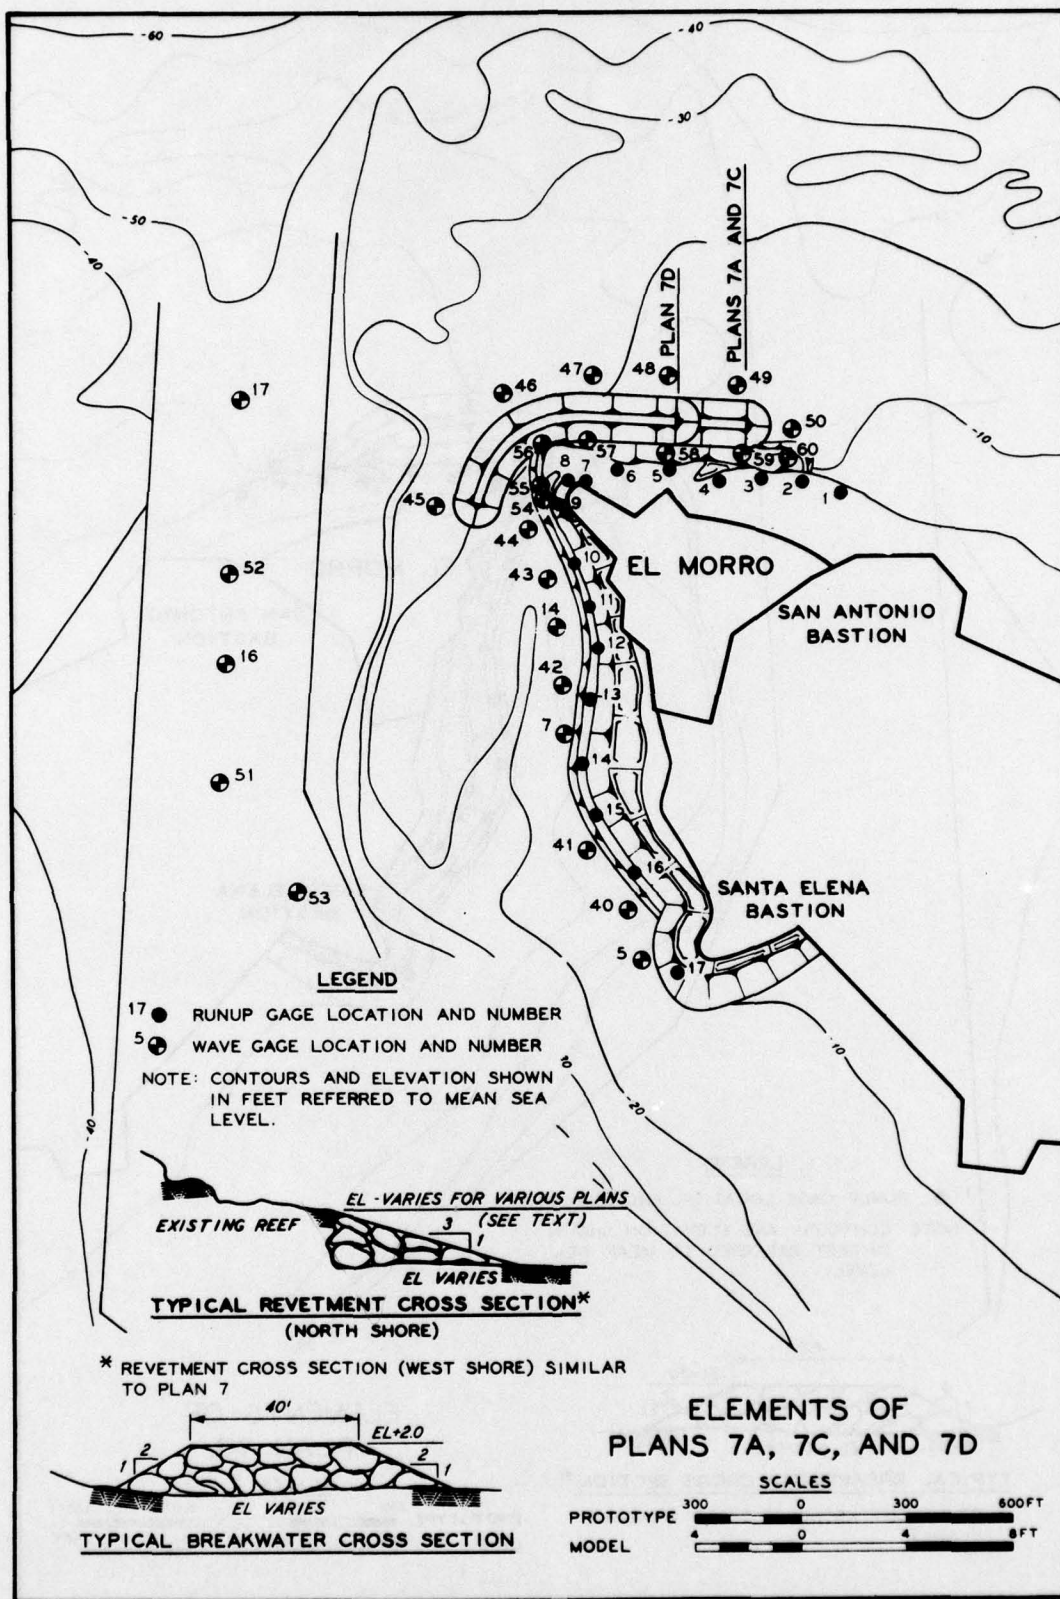 -60
-40
-30
-50
-40
PLAN 7D
PLANS 7A AND 7C
17
46
47
48
49
50
-10
56
57
58
59
60
8
7
6
5
4
3
2
1
55
54
9
45
44
10
EL MORRO
52
43
11
SAN ANTONIO
BASTION
14
12
16
42
13
7
14
51
15
41
16
53
40
SANTA ELENA
BASTION
5
17
LEGEND
17 RUNUP GAGE LOCATION AND NUMBER
5 WAVE GAGE LOCATION AND NUMBER
NOTE: CONTOURS AND ELEVATION SHOWN
IN FEET REFERRED TO MEAN SEA
LEVEL.
-10
-20
-40
EL -VARIES FOR VARIOUS PLANS
(SEE TEXT)
EXISTING REEF
3
1
EL VARIES
TYPICAL REVETMENT CROSS SECTION*
(NORTH SHORE)
* REVETMENT CROSS SECTION (WEST SHORE) SIMILAR
TO PLAN 7
40'
EL+2.0
2
1
2
1
EL VARIES
TYPICAL BREAKWATER CROSS SECTION
ELEMENTS OF
PLANS 7A, 7C, AND 7D
SCALES
300 0 300 600 FT
PROTOTYPE
4 0 4 8 FT
MODEL